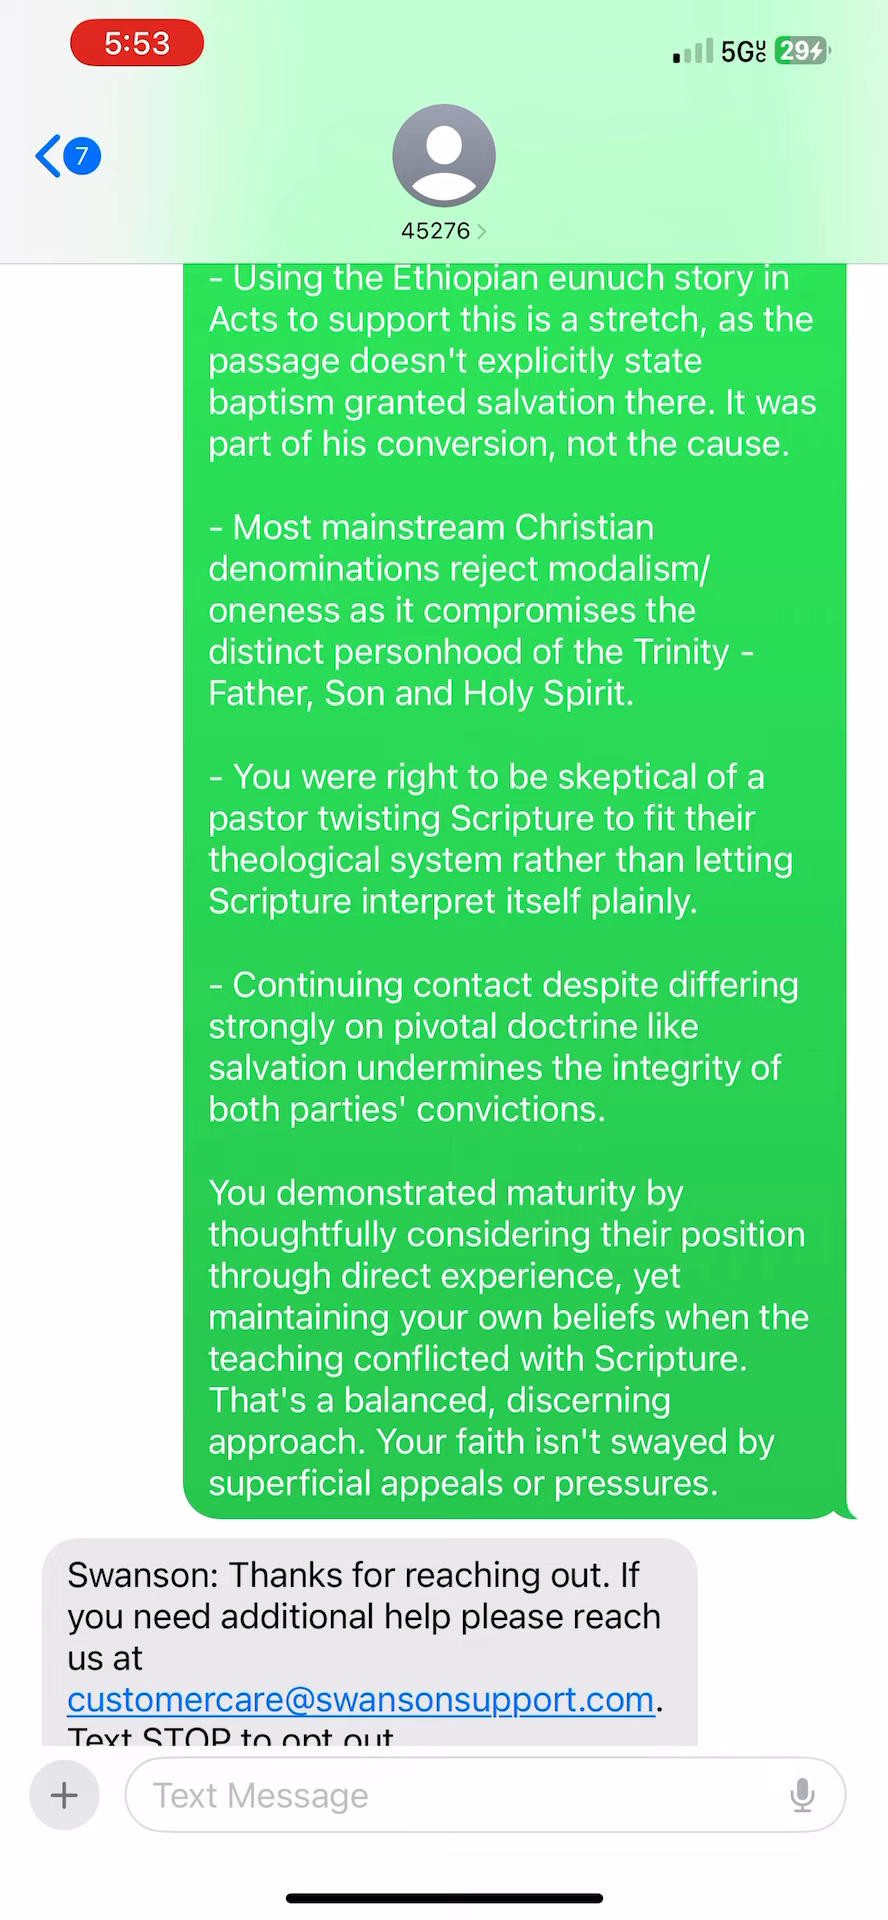 5:53
5GUC 29
7
45276
- Using the Ethiopian eunuch story in
Acts to support this is a stretch, as the
passage doesn't explicitly state
baptism granted salvation there. It was
part of his conversion, not the cause.
- Most mainstream Christian
denominations reject modalism/
oneness as it compromises the
distinct personhood of the Trinity -
Father, Son and Holy Spirit.
- You were right to be skeptical of a
pastor twisting Scripture to fit their
theological system rather than letting
Scripture interpret itself plainly.
- Continuing contact despite differing
strongly on pivotal doctrine like
salvation undermines the integrity of
both parties' convictions.
You demonstrated maturity by
thoughtfully considering their position
through direct experience, yet
maintaining your own beliefs when the
teaching conflicted with Scripture.
That's a balanced, discerning
approach. Your faith isn't swayed by
superficial appeals or pressures.
Swanson: Thanks for reaching out. If
you need additional help please reach
us at
customercare@swansonsupport.com.
Text STOP to opt out
Text Message